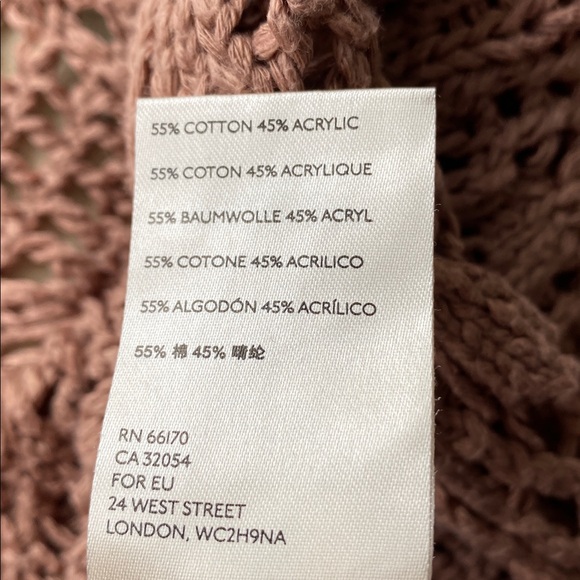 55% COTTON 45% ACRYLIC
55% COTON 45% ACRYLIQUE
55% BAUMWOLLE 45% ACRYL
55% COTONE 45% ACRILICO
55% ALGODÓN 45% ACRÍLICO
55% 棉 45% 晴纶
RN 66170
CA 32054
FOR EU
24 WEST STREET
LONDON, WC2H9NA